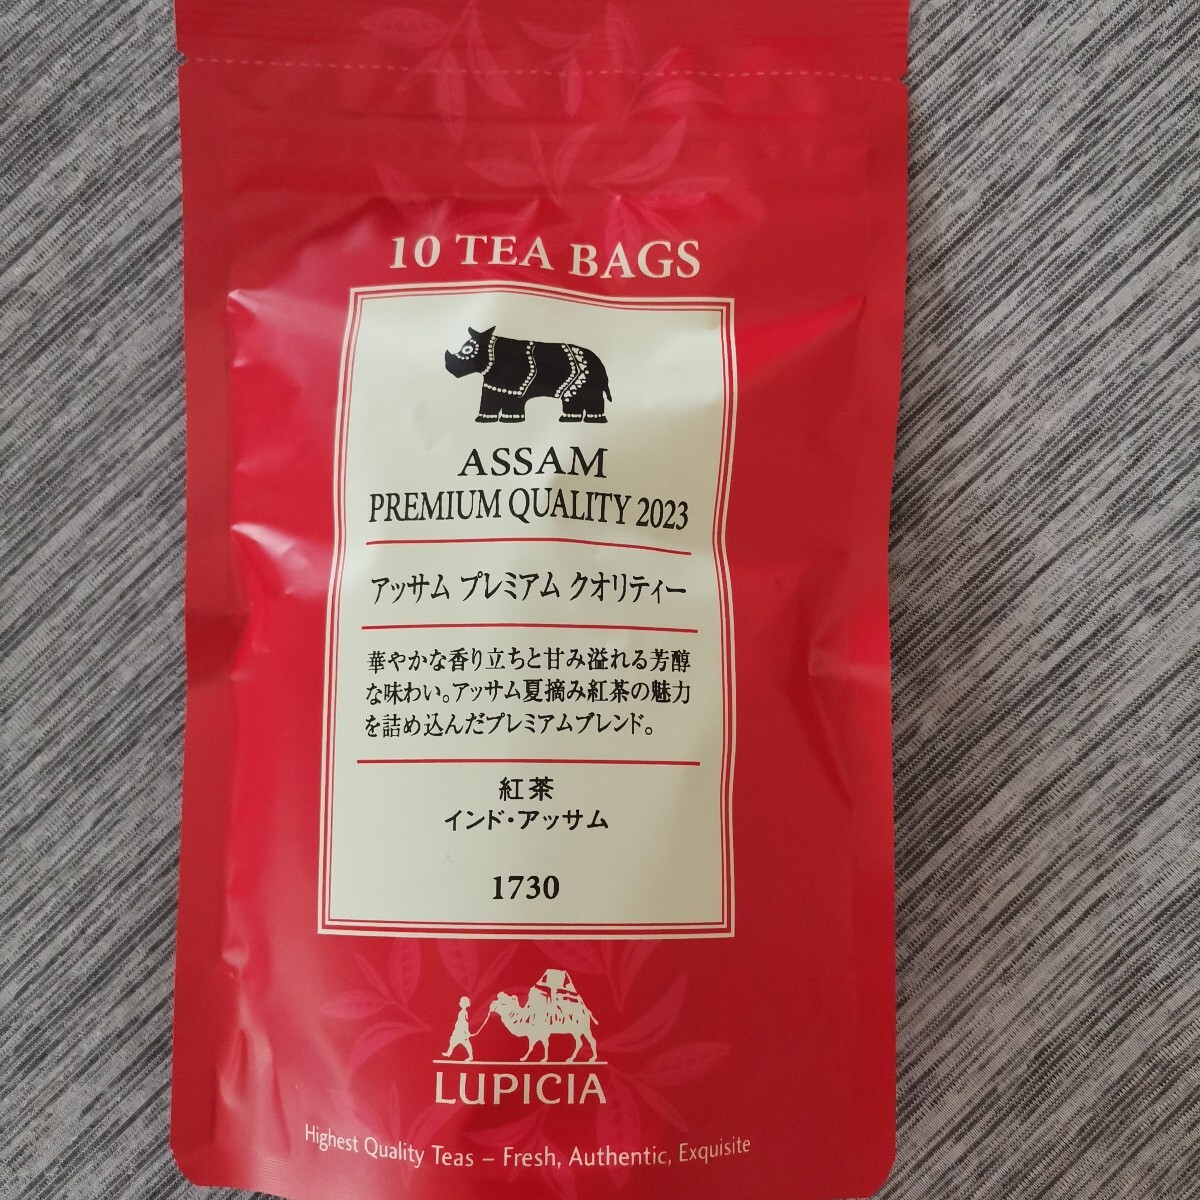 10 TEA BAGS
ASSAM
PREMIUM QUALITY 2023
アッサム プレミアム クオリティー
華やかな香り立ちと甘み溢れる芳醇
な味わい。アッサム夏摘み紅茶の魅力
を詰め込んだプレミアムブレンド。
紅茶
インド・アッサム
1730
LUPICIA
Highest Quality Teas – Fresh, Authentic, Exquisite